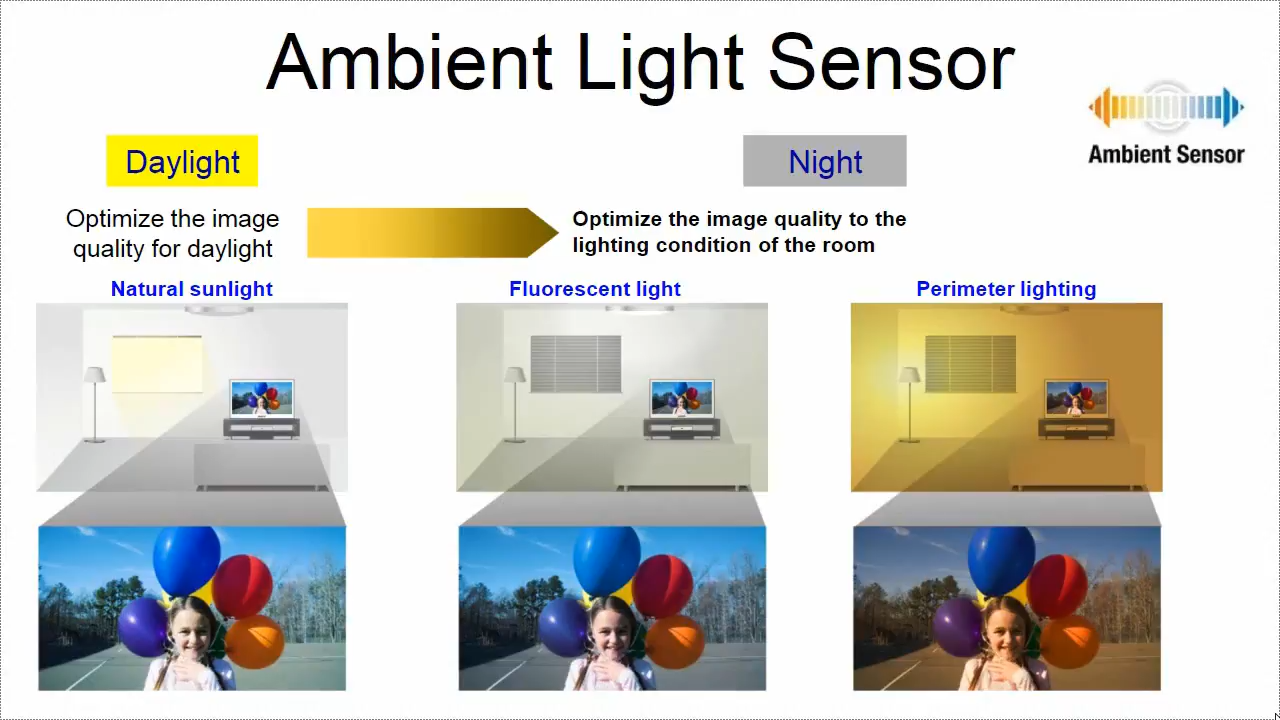 Ambient Light Sensor
Ambient Sensor
Daylight
Night
Optimize the image
quality for daylight
Optimize the image quality to the
lighting condition of the room
Natural sunlight
Fluorescent light
Perimeter lighting